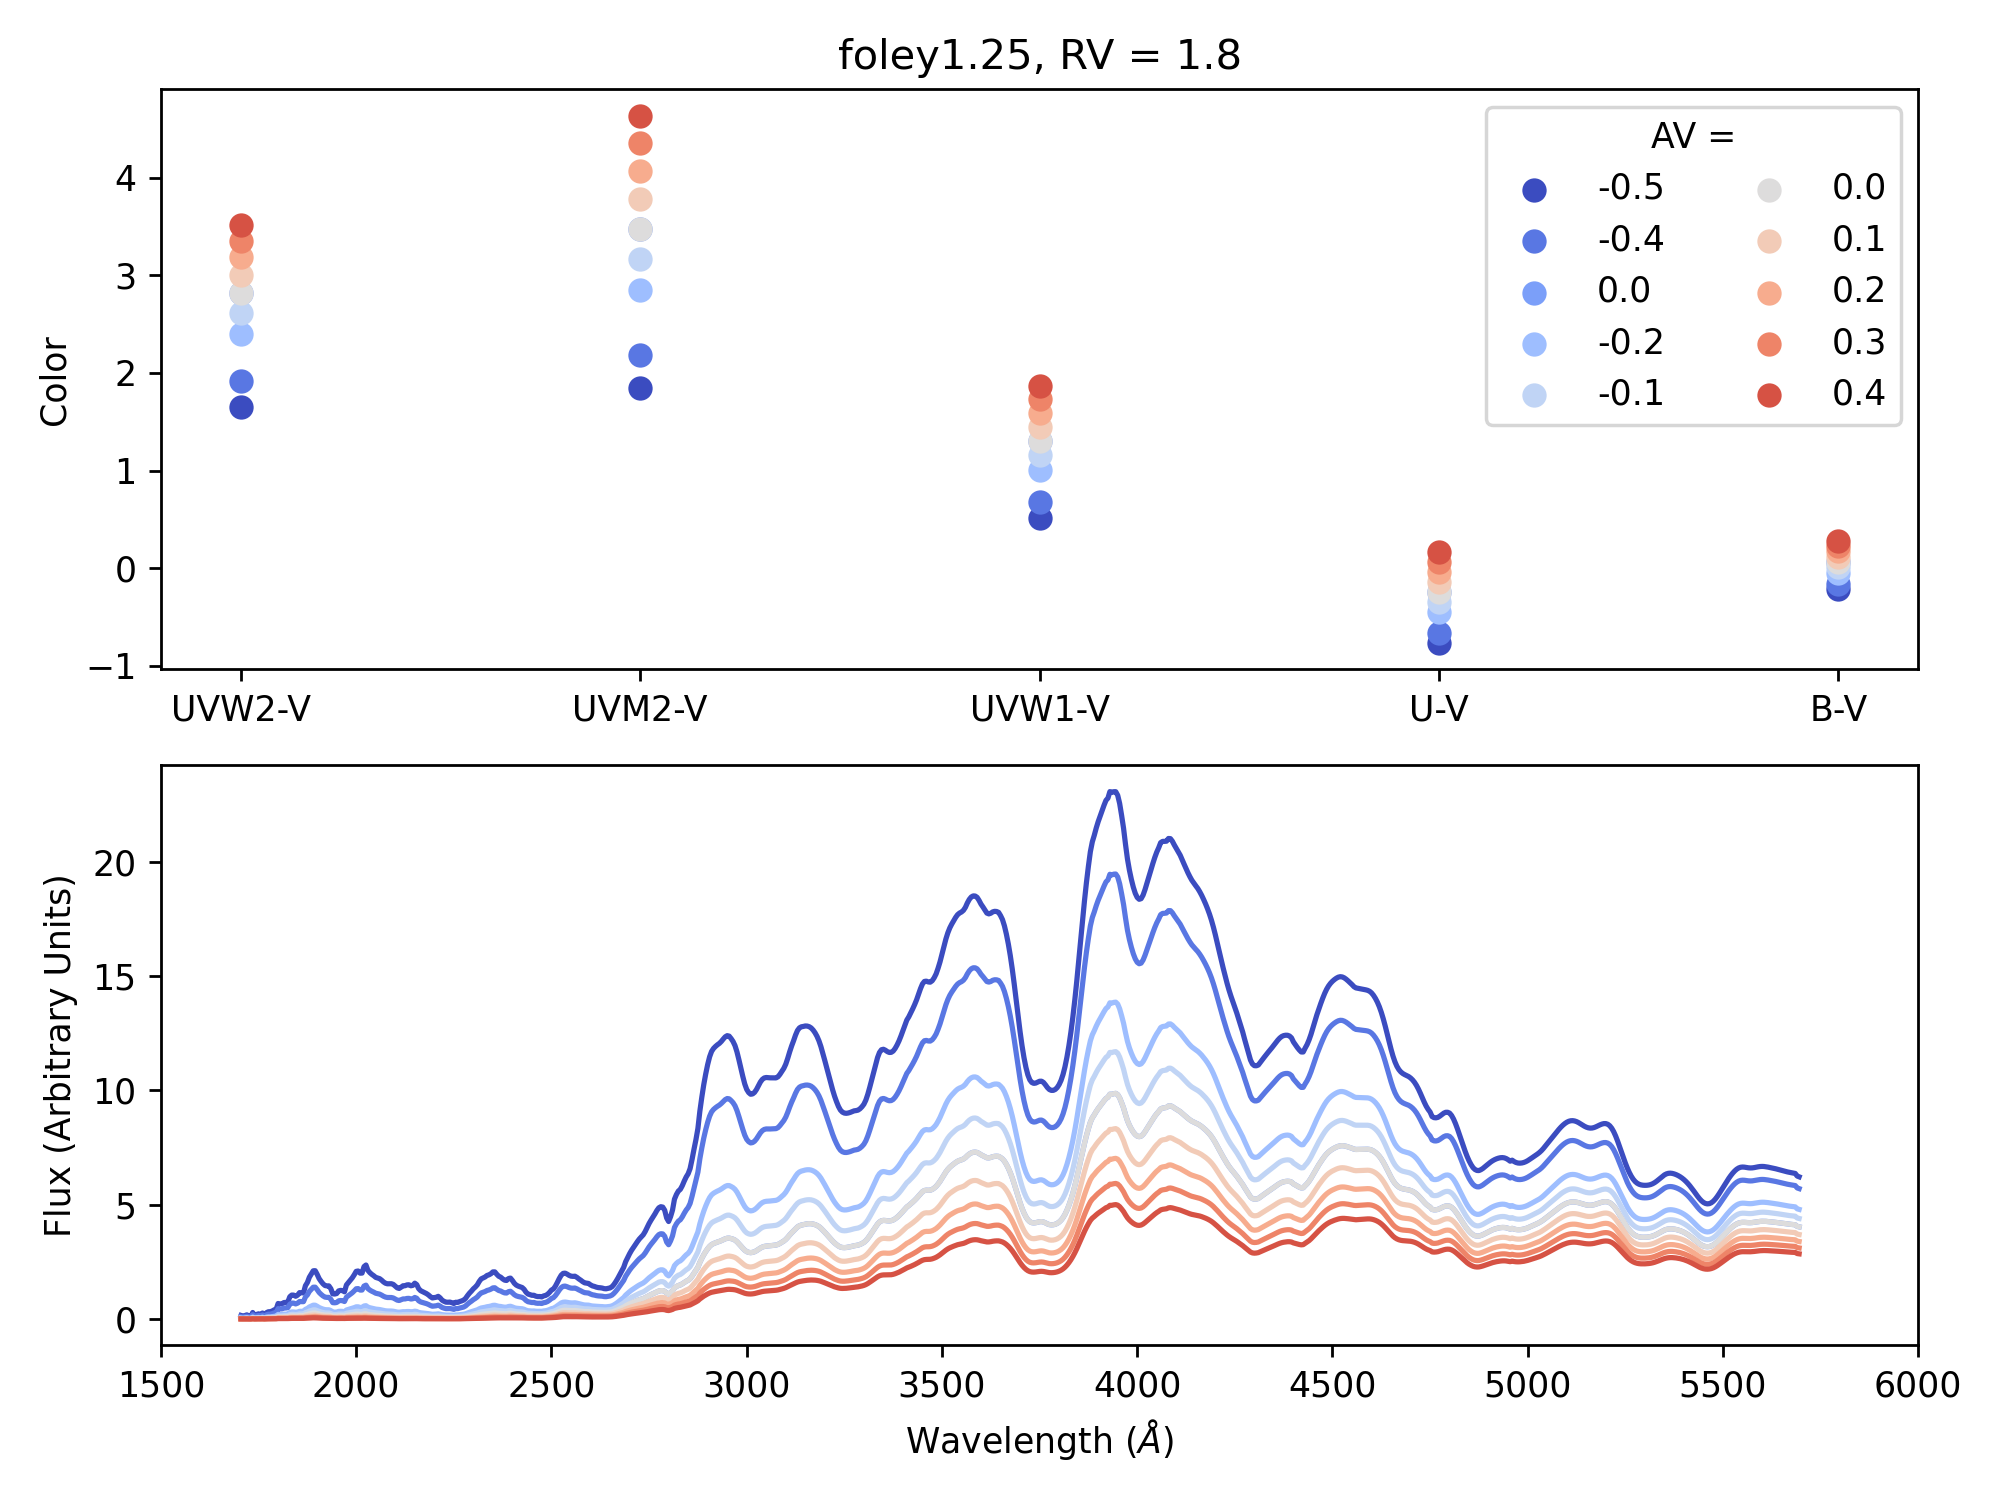 foley1.25, RV = 1.8
Color
4
3
2
1
0
−1
AV =
-0.5 0.0
-0.4 0.1
0.0 0.2
-0.2 0.3
-0.1 0.4
UVW2-V UVM2-V UVW1-V U-V B-V
Flux (Arbitrary Units)
20
15
10
5
0
1500 2000 2500 3000 3500 4000 4500 5000 5500 6000
Wavelength (Å)